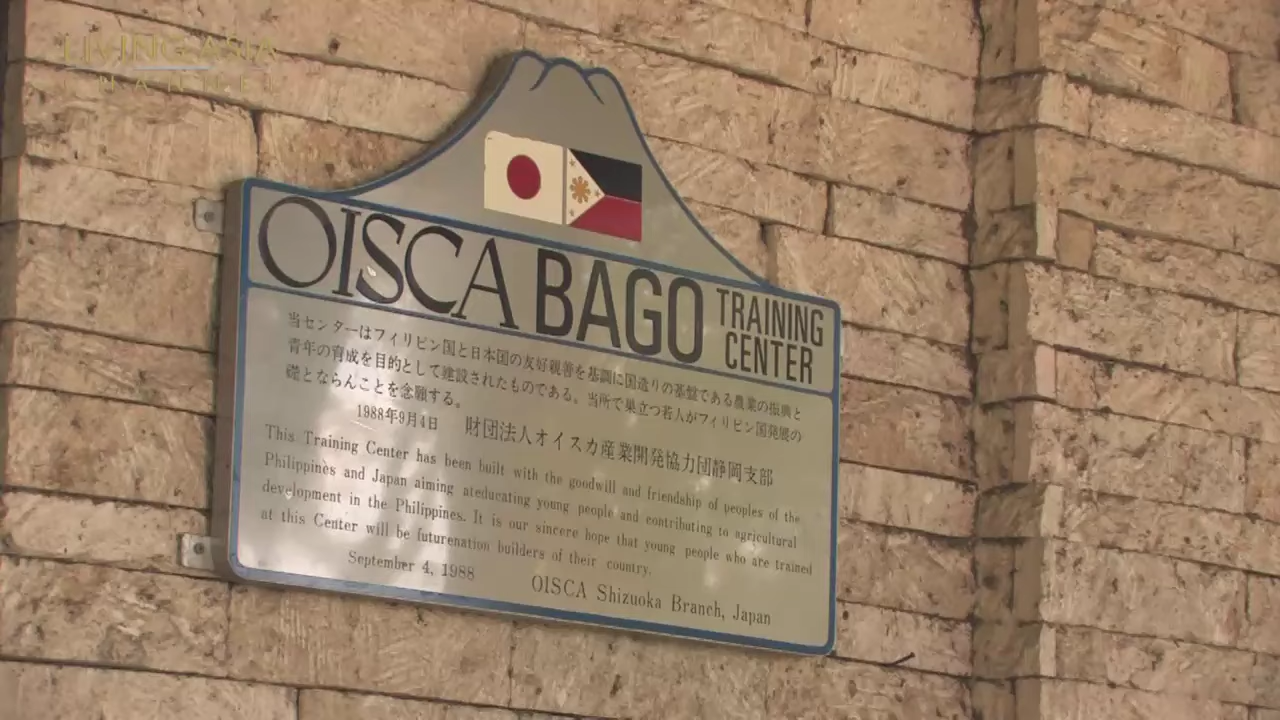 LIVING ASIA
CHANNEL
OISCA BAGO TRAINING CENTER
当センターはフィリピン国と日本国の友好親善を基調に国造りの基盤である農業の振興と
青年の育成を目的として建設されたものである。当所で巣立つ若人がフィリピン国発展の
礎とならんことを念願する。
1988年9月4日 財団法人オイスカ産業開発協力団静岡支部
This Training Center has been built with the goodwill and friendship of peoples of the
Philippines and Japan aiming ateducating young people and contributing to agricultural
development in the Philippines. It is our sincere hope that young people who are trained
at this Center will be futurenation builders of their country.
September 4, 1988 OISCA Shizuoka Branch, Japan